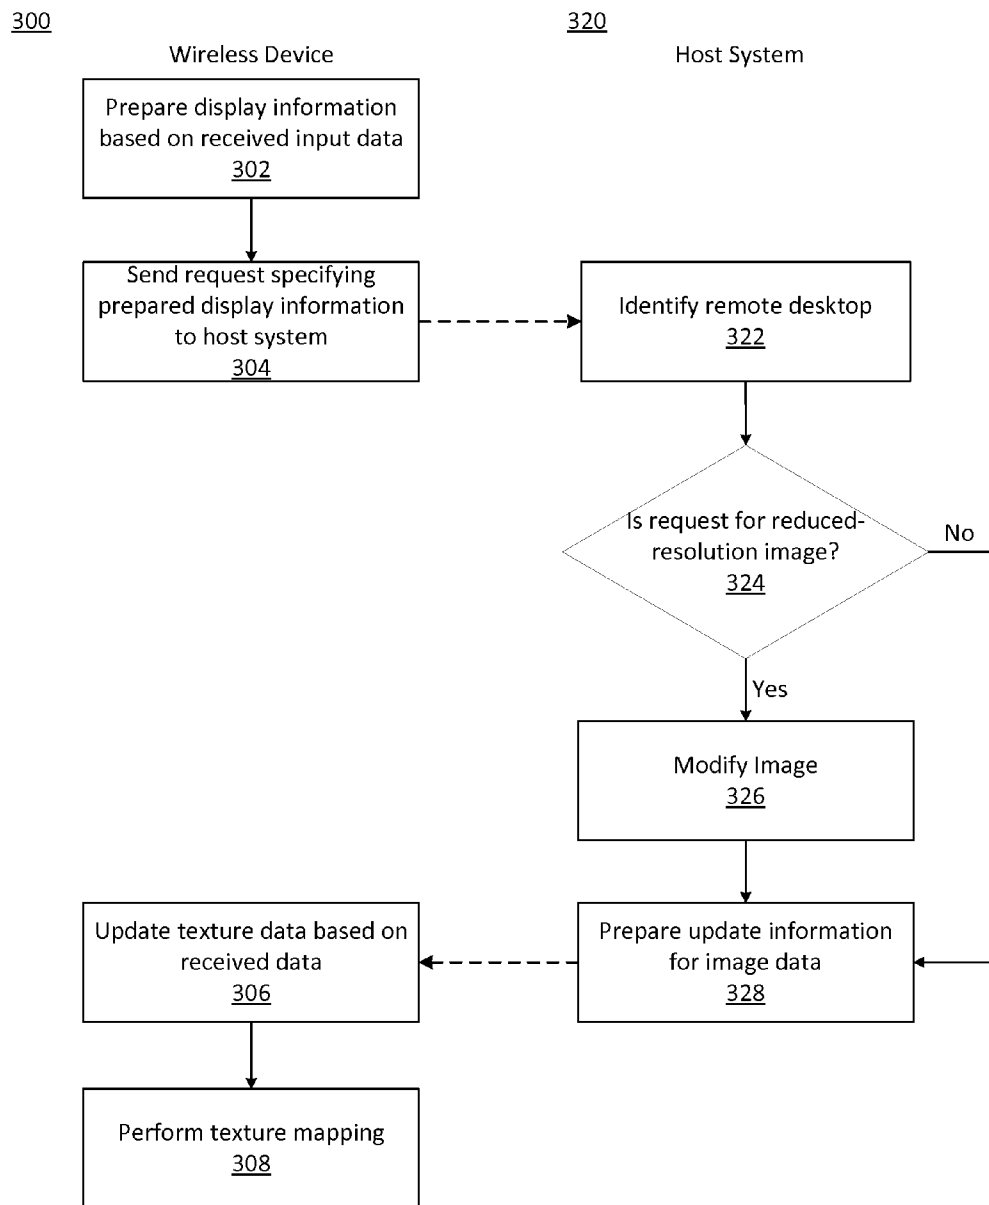 300
320
Wireless Device
Host System
Prepare display information
based on received input data
302
Send request specifying
prepared display information
to host system
304
Identify remote desktop
322
Is request for reduced-
resolution image?
324
No
Yes
Modify Image
326
Update texture data based on
received data
306
Prepare update information
for image data
328
Perform texture mapping
308